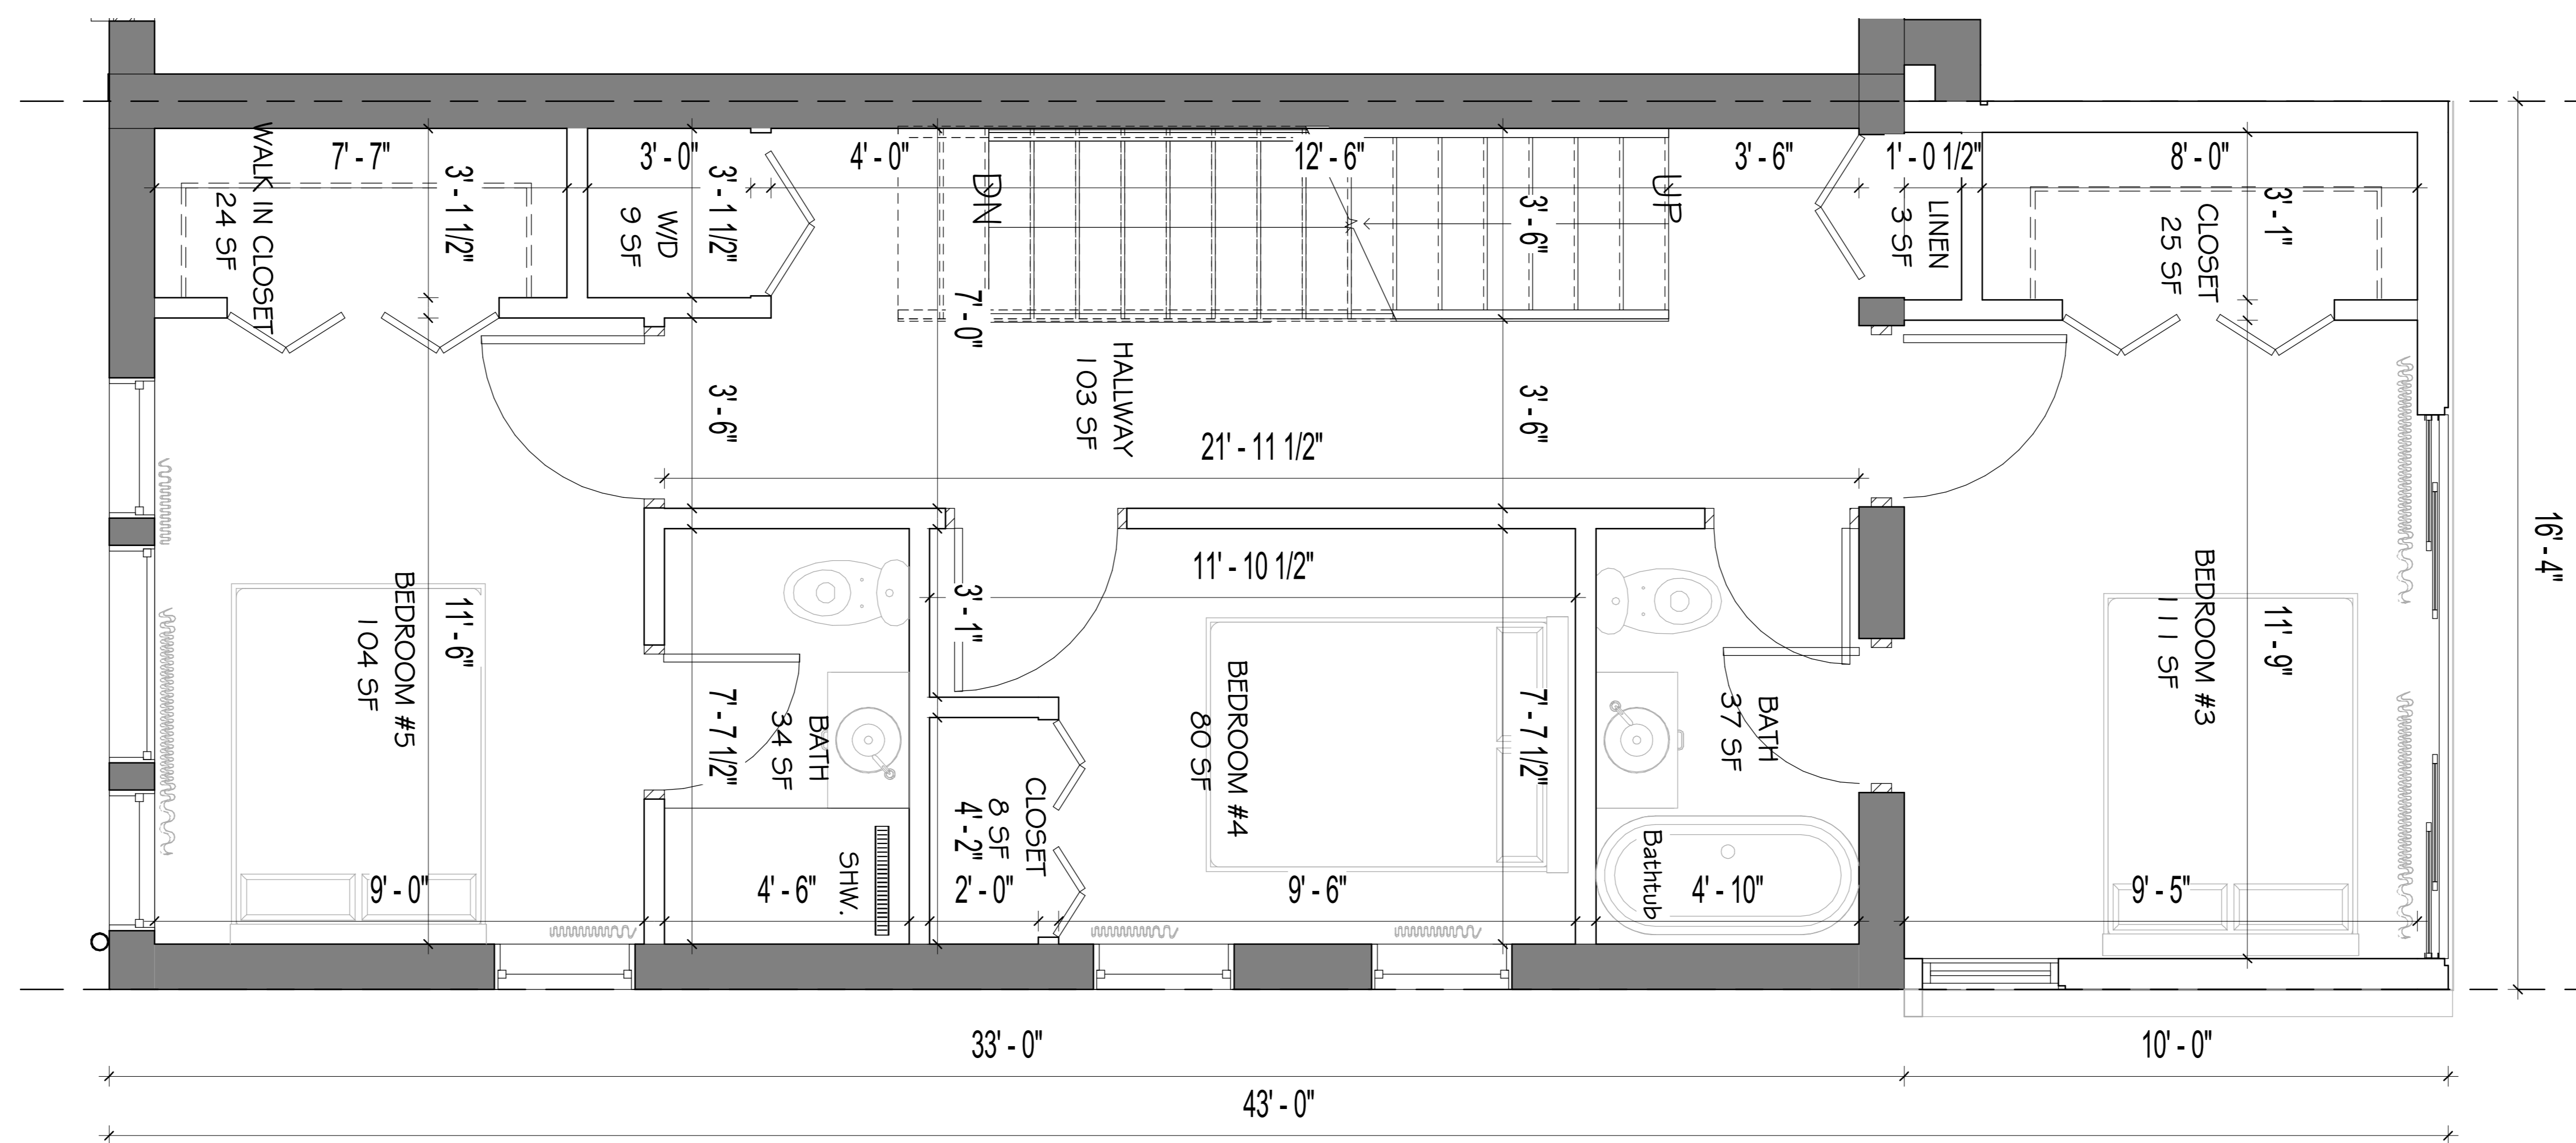 7' - 7"
3' - 0"
4' - 0"
12' - 6"
3' - 6"
1' - 0 1/2"
8' - 0"
WALK IN CLOSET
24 SF
3' - 1 1/2"
W/D
9 SF
3' - 1 1/2"
DN
3' - 6"
UP
LINEN
3 SF
CLOSET
25 SF
3' - 1"
7' - 0"
HALLWAY
103 SF
3' - 6"
3' - 6"
21' - 11 1/2"
16' - 4"
11' - 10 1/2"
3' - 1"
BEDROOM #5
104 SF
11' - 6"
7' - 7 1/2"
BATH
34 SF
BEDROOM #4
80 SF
7' - 7 1/2"
BATH
37 SF
BEDROOM #3
111 SF
11' - 9"
CLOSET
8 SF
4' - 2"
SHW.
Bathtub
9' - 0"
4' - 6"
2' - 0"
9' - 6"
4' - 10"
9' - 5"
33' - 0"
10' - 0"
43' - 0"